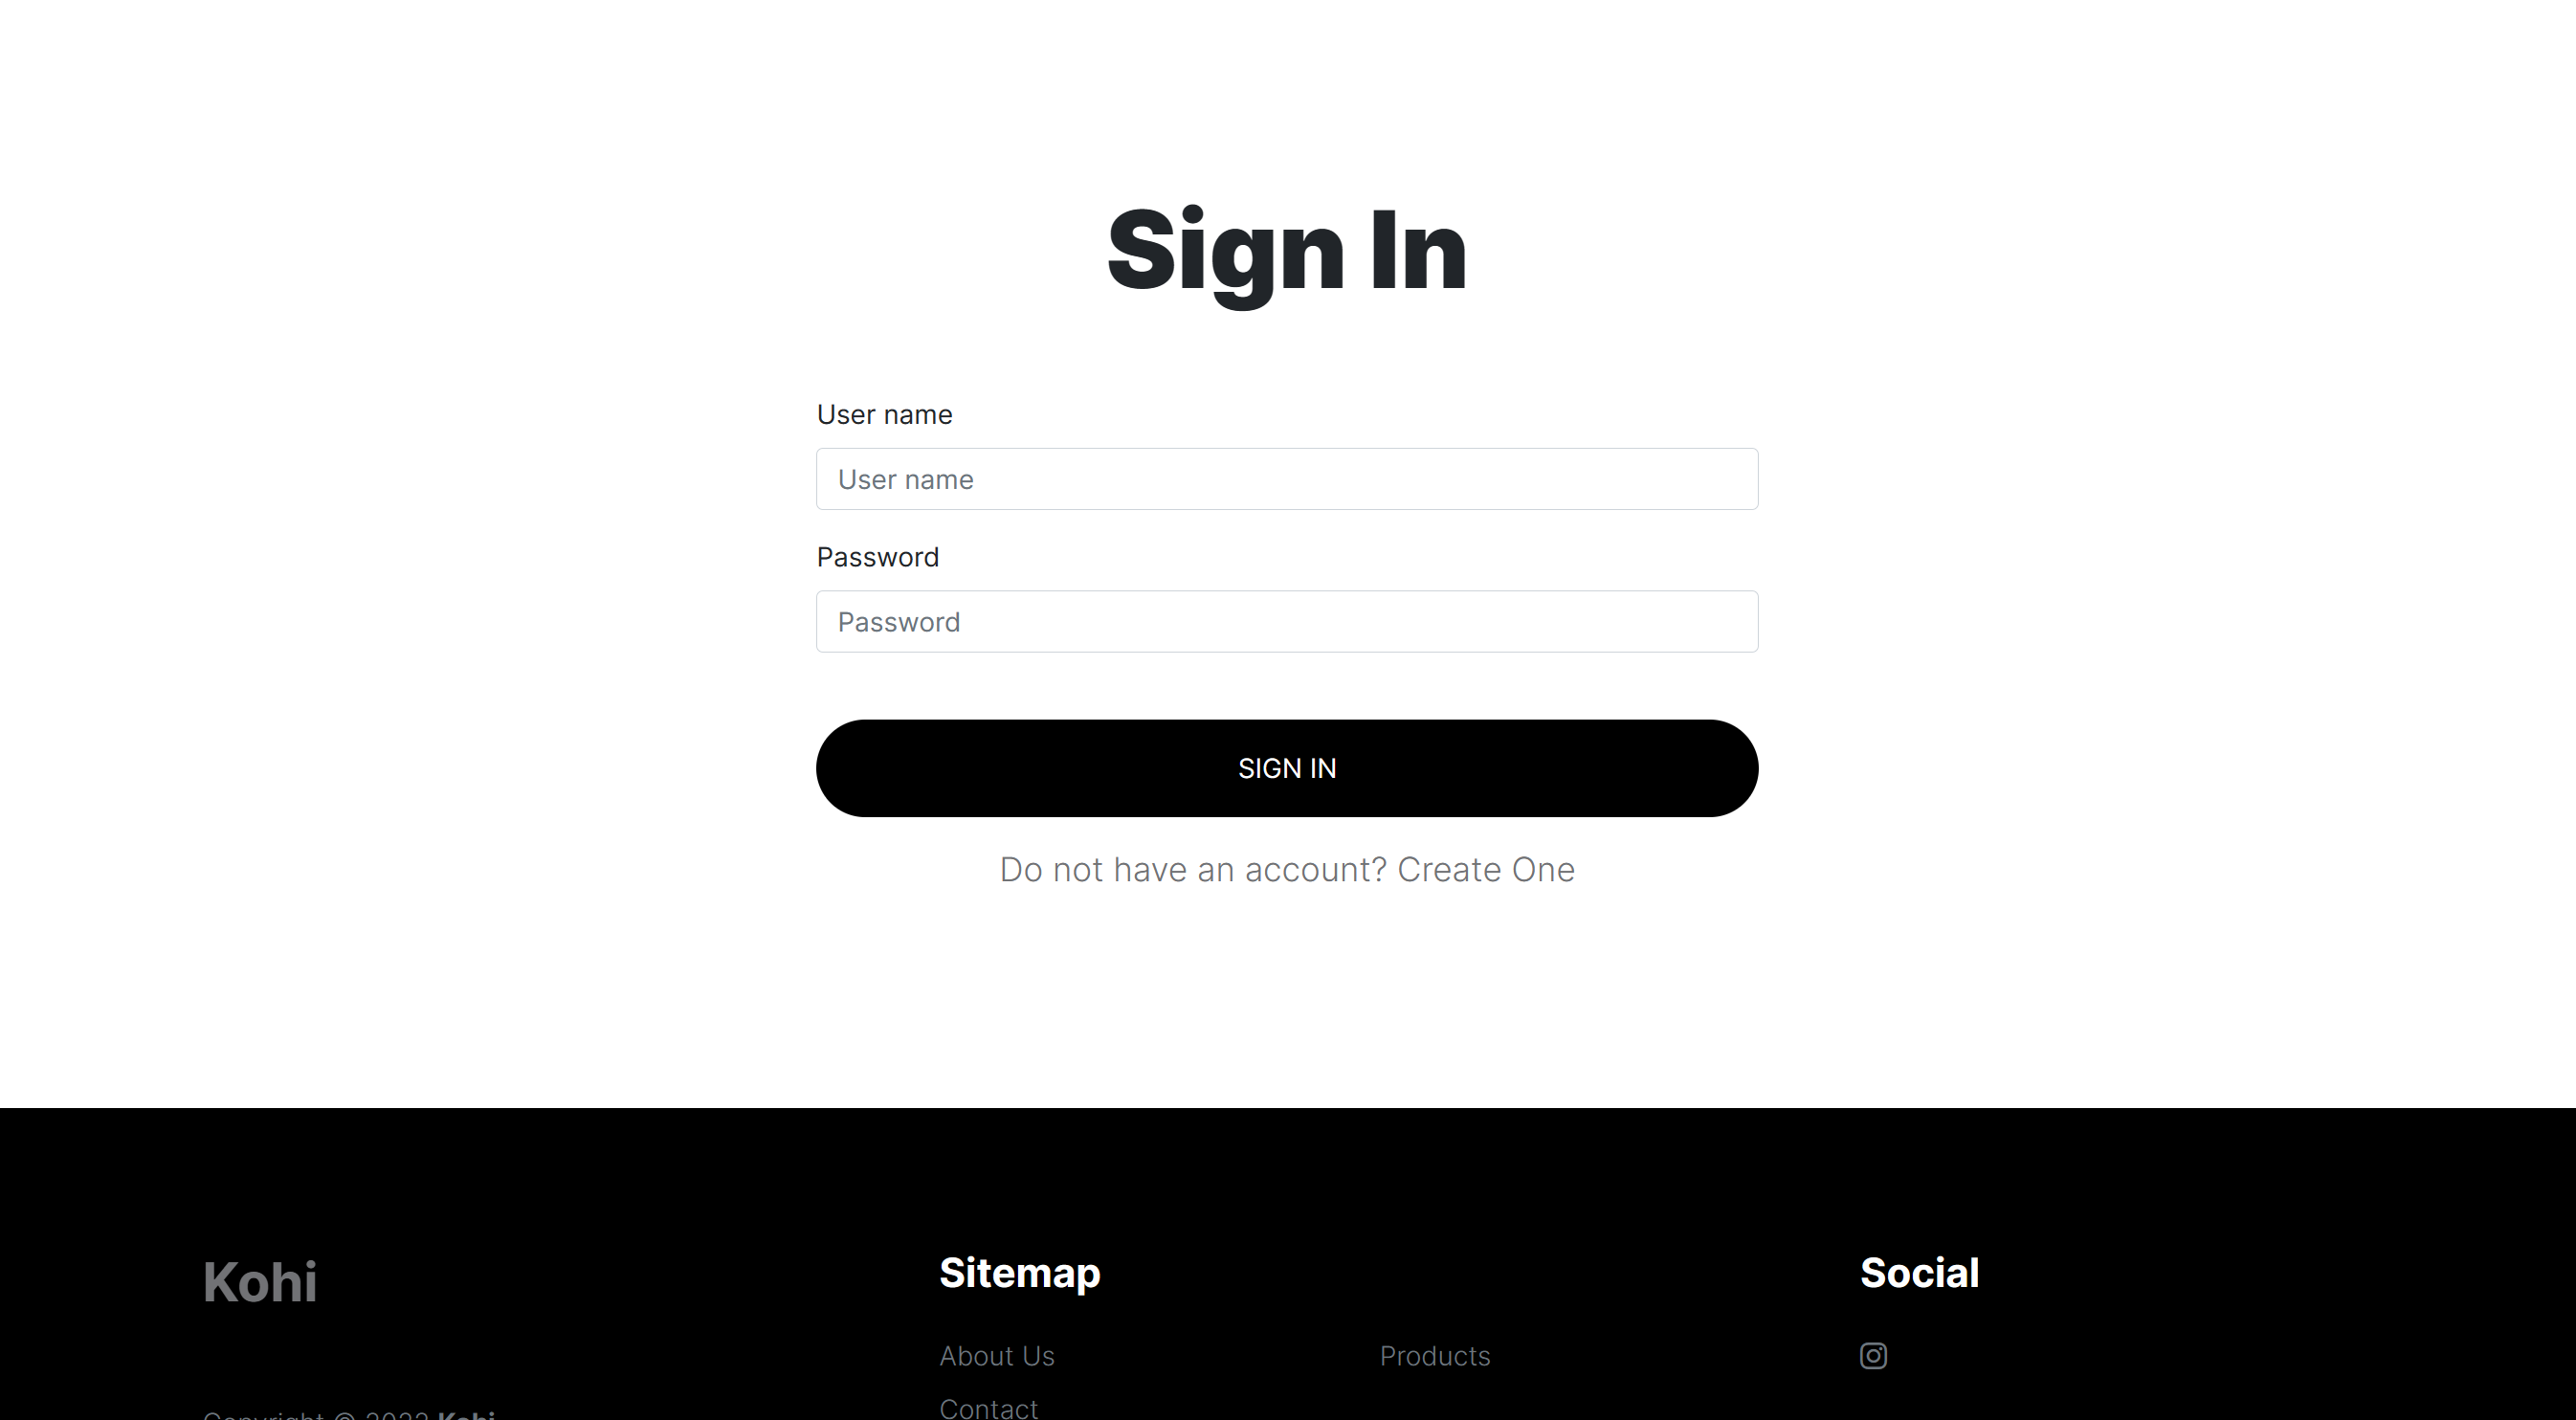 Sign In
User name
User name
Password
Password
SIGN IN
Do not have an account? Create One
Kohi
Sitemap
Social
About Us
Products
Contact
Copyright © 2023 Kohi